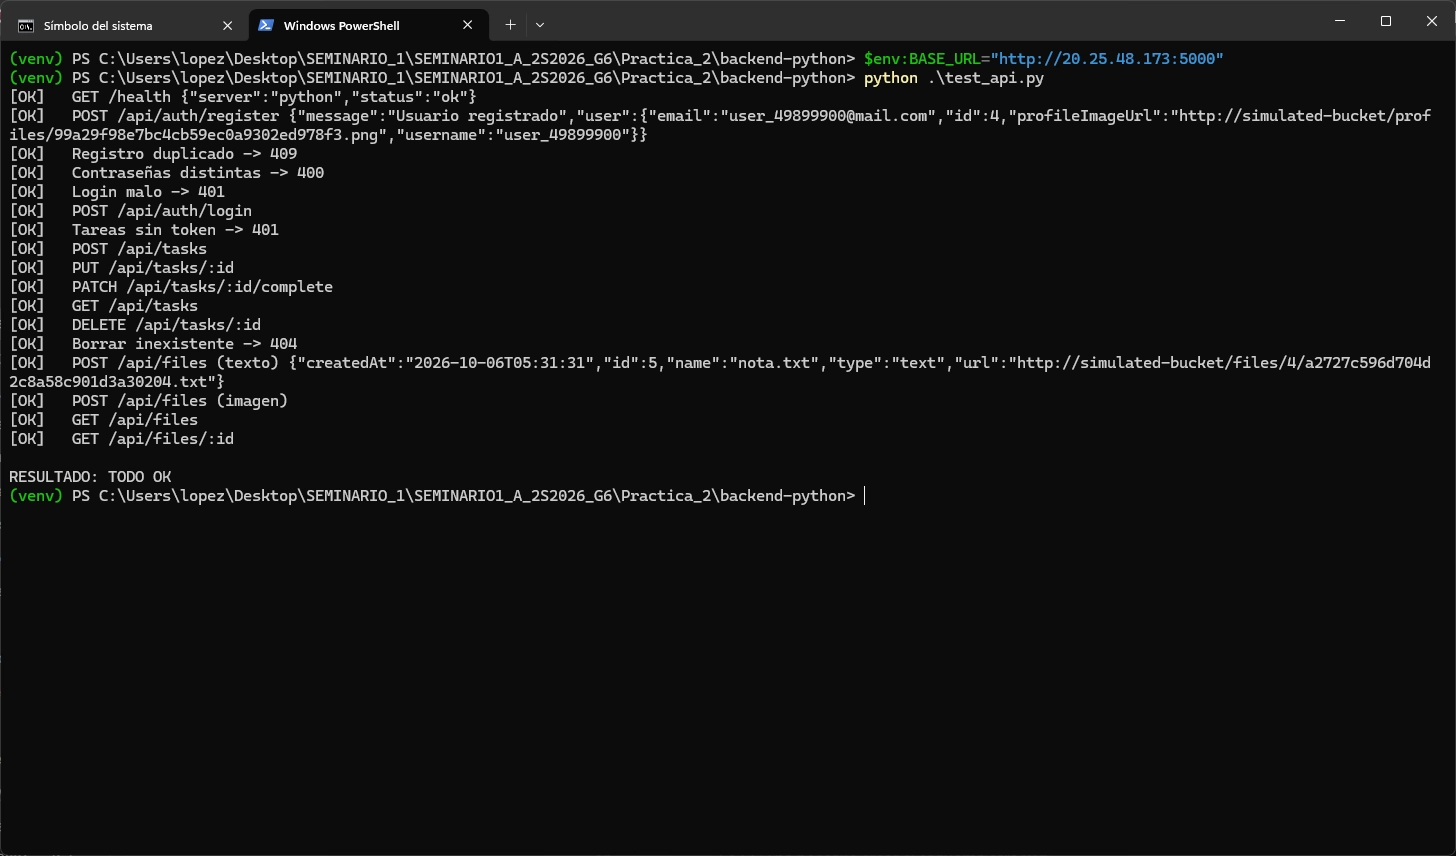 Símbolo del sistema
Windows PowerShell
(venv) PS C:\Users\lopez\Desktop\SEMINARIO_1\SEMINARIO1_A_2S2026_G6\Practica_2\backend-python> $env:BASE_URL="http://20.25.48.173:5000"
(venv) PS C:\Users\lopez\Desktop\SEMINARIO_1\SEMINARIO1_A_2S2026_G6\Practica_2\backend-python> python .\test_api.py
[OK]   GET /health {"server":"python","status":"ok"}
[OK]   POST /api/auth/register {"message":"Usuario registrado","user":{"email":"user_49899900@mail.com","id":4,"profileImageUrl":"http://simulated-bucket/prof
iles/99a29f98e7bc4cb59ec0a9302ed978f3.png","username":"user_49899900"}}
[OK]   Registro duplicado -> 409
[OK]   Contraseñas distintas -> 400
[OK]   Login malo -> 401
[OK]   POST /api/auth/login
[OK]   Tareas sin token -> 401
[OK]   POST /api/tasks
[OK]   PUT /api/tasks/:id
[OK]   PATCH /api/tasks/:id/complete
[OK]   GET /api/tasks
[OK]   DELETE /api/tasks/:id
[OK]   Borrar inexistente -> 404
[OK]   POST /api/files (texto) {"createdAt":"2026-10-06T05:31:31","id":5,"name":"nota.txt","type":"text","url":"http://simulated-bucket/files/4/a2727c596d704d
2c8a58c901d3a30204.txt"}
[OK]   POST /api/files (imagen)
[OK]   GET /api/files
[OK]   GET /api/files/:id
RESULTADO: TODO OK
(venv) PS C:\Users\lopez\Desktop\SEMINARIO_1\SEMINARIO1_A_2S2026_G6\Practica_2\backend-python>